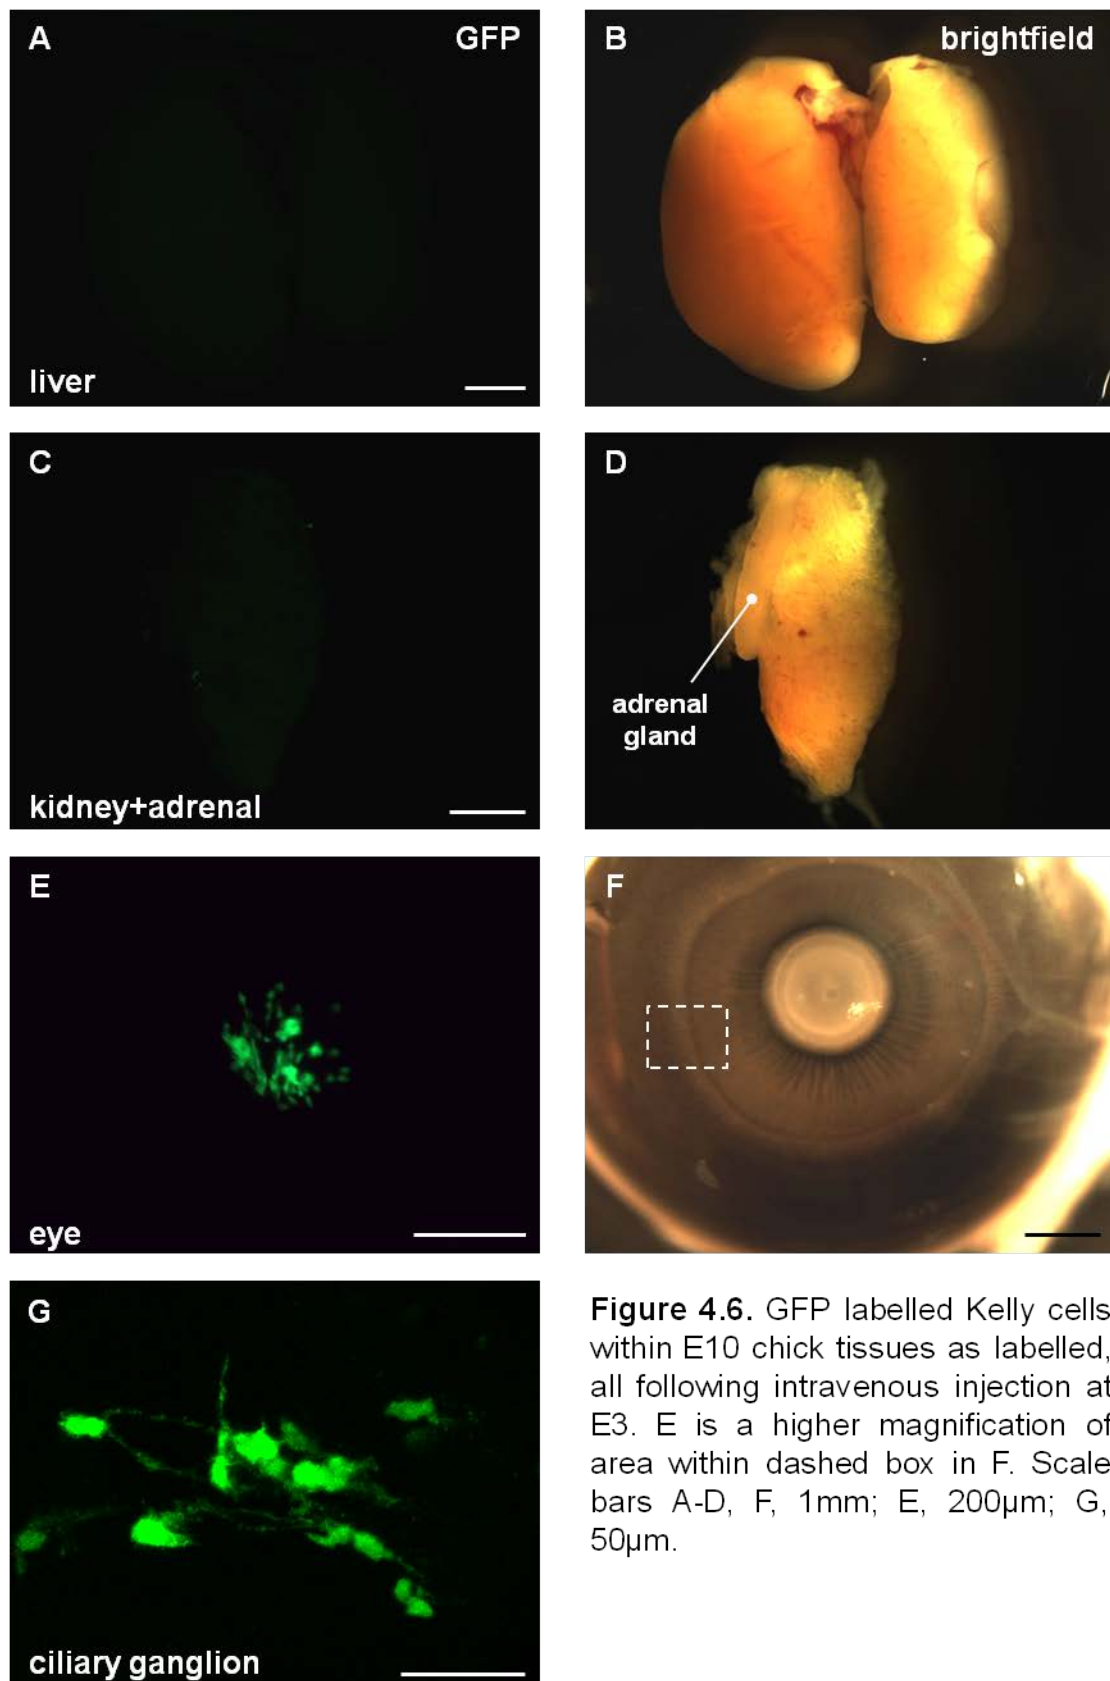 A
GFP
liver
B
brightfield
C
kidney+adrenal
D
adrenal
gland
E
eye
F
G
ciliary ganglion
Figure 4.6. GFP labelled Kelly cells
within E10 chick tissues as labelled,
all following intravenous injection at
E3. E is a higher magnification of
area within dashed box in F. Scale
bars A-D, F, 1mm; E, 200µm; G,
50µm.